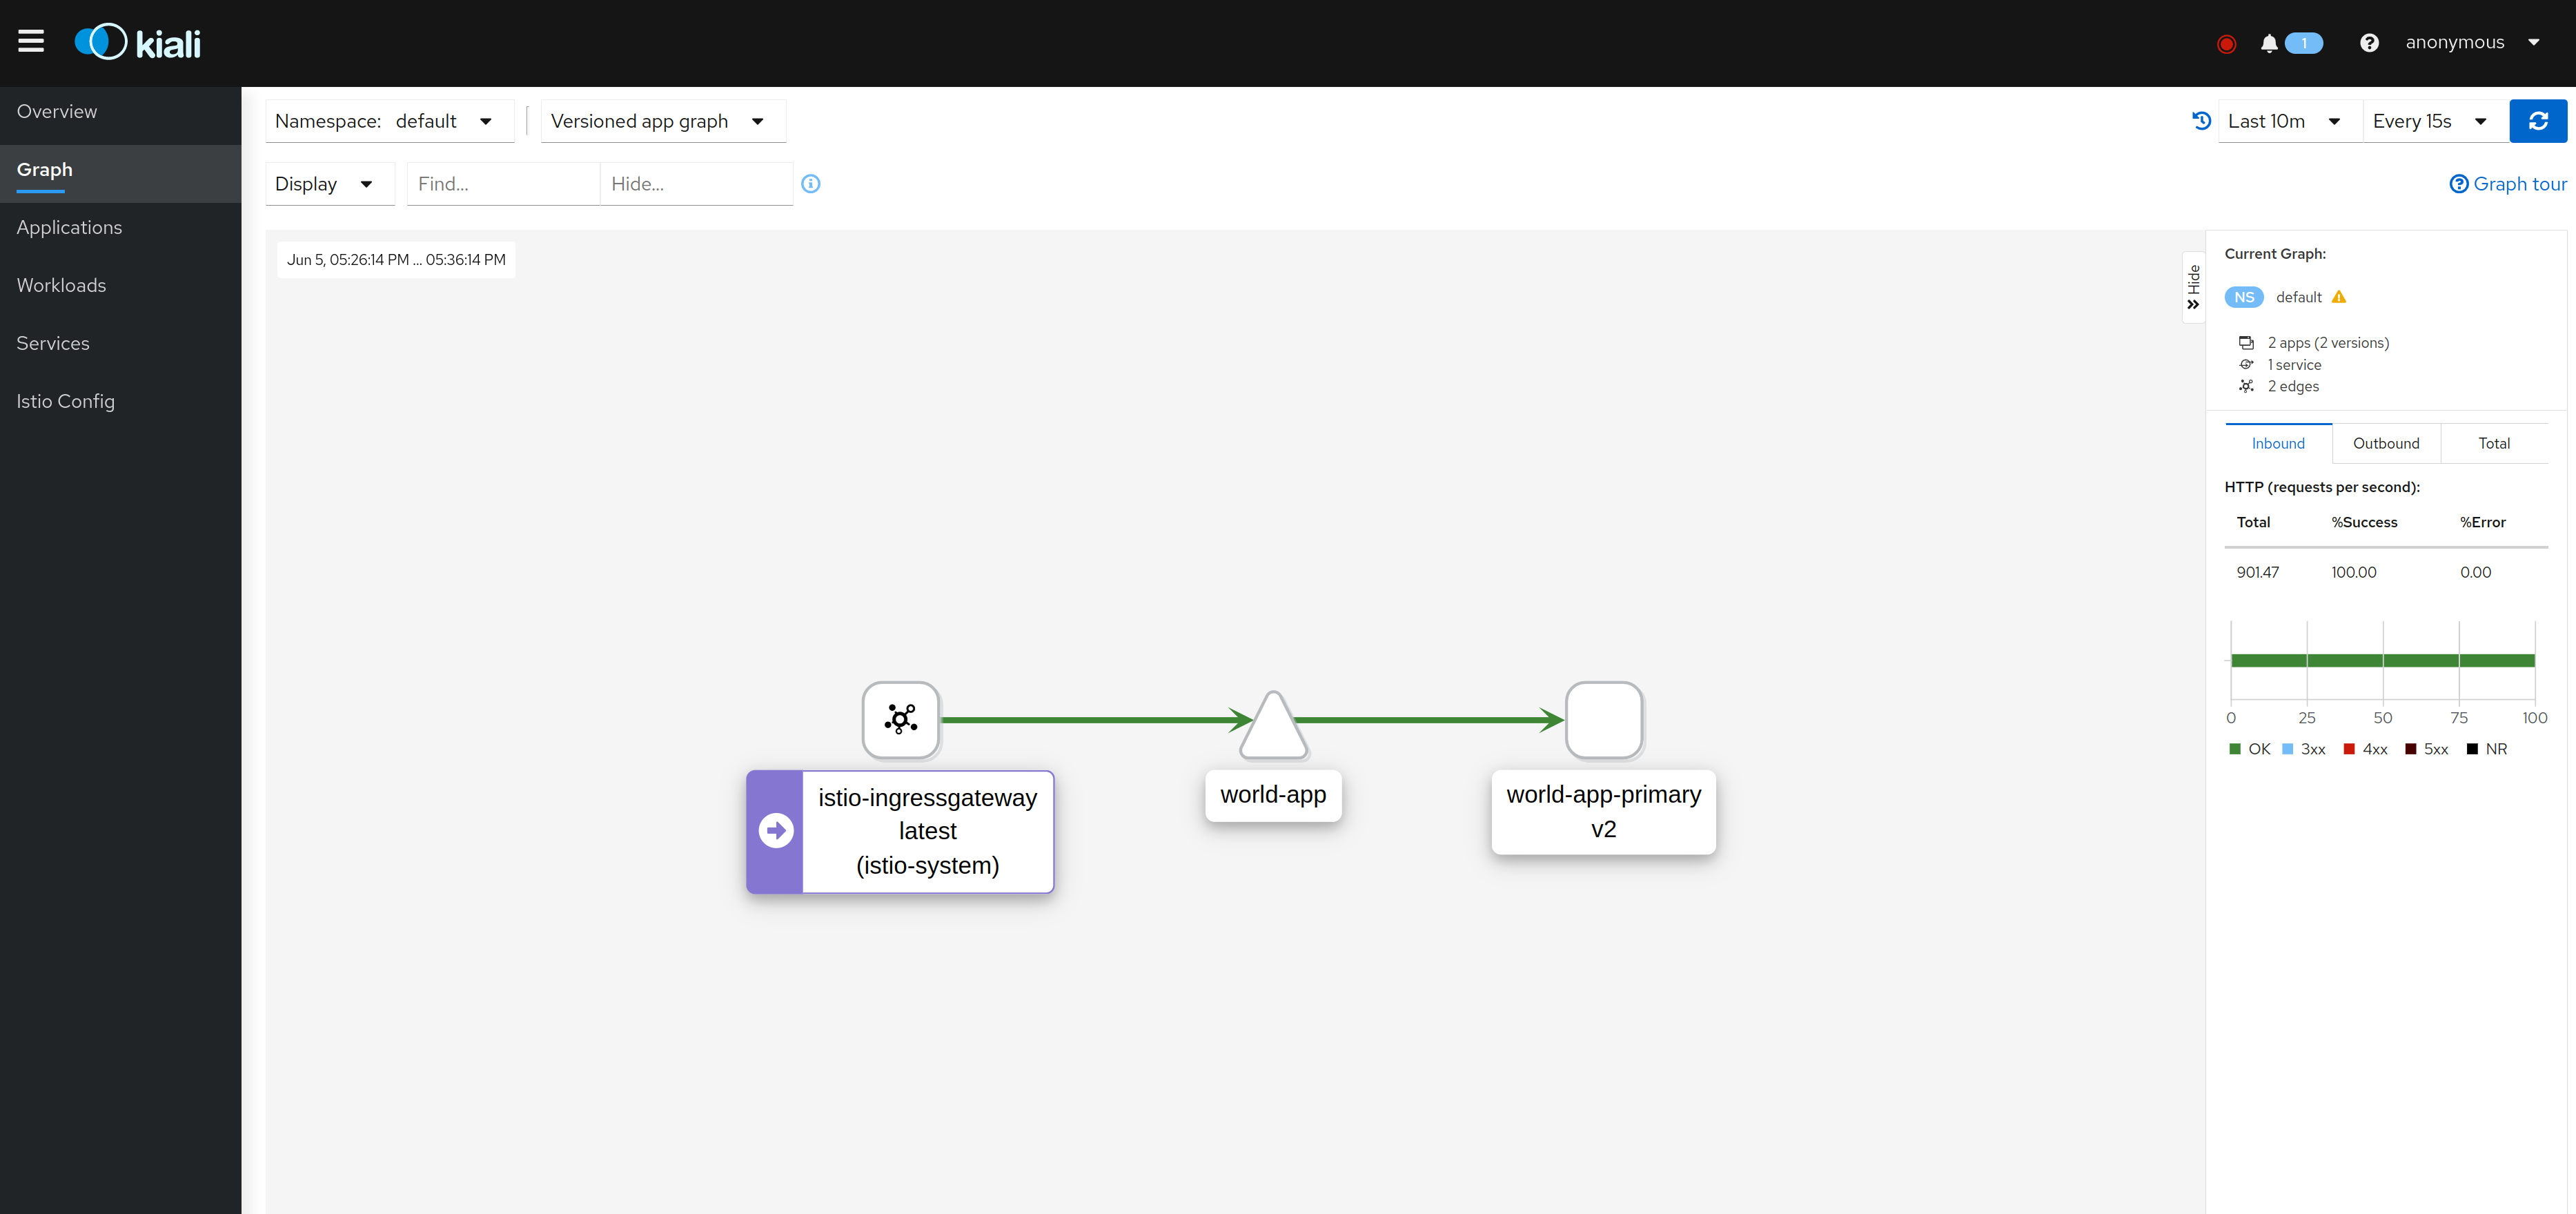 kiali
1
anonymous
Overview
Graph
Applications
Workloads
Services
Istio Config
Namespace: default
Versioned app graph
Last 10m
Every 15s
Display
Find...
Hide...
Graph tour
Jun 5, 05:26:14 PM ... 05:36:14 PM
Hide
istio-ingressgateway
latest
(istio-system)
world-app
world-app-primary
v2
Current Graph:
NS default
2 apps (2 versions)
1 service
2 edges
Inbound Outbound Total
HTTP (requests per second):
Total %Success %Error
901.47 100.00 0.00
0 25 50 75 100
OK 3xx 4xx 5xx NR